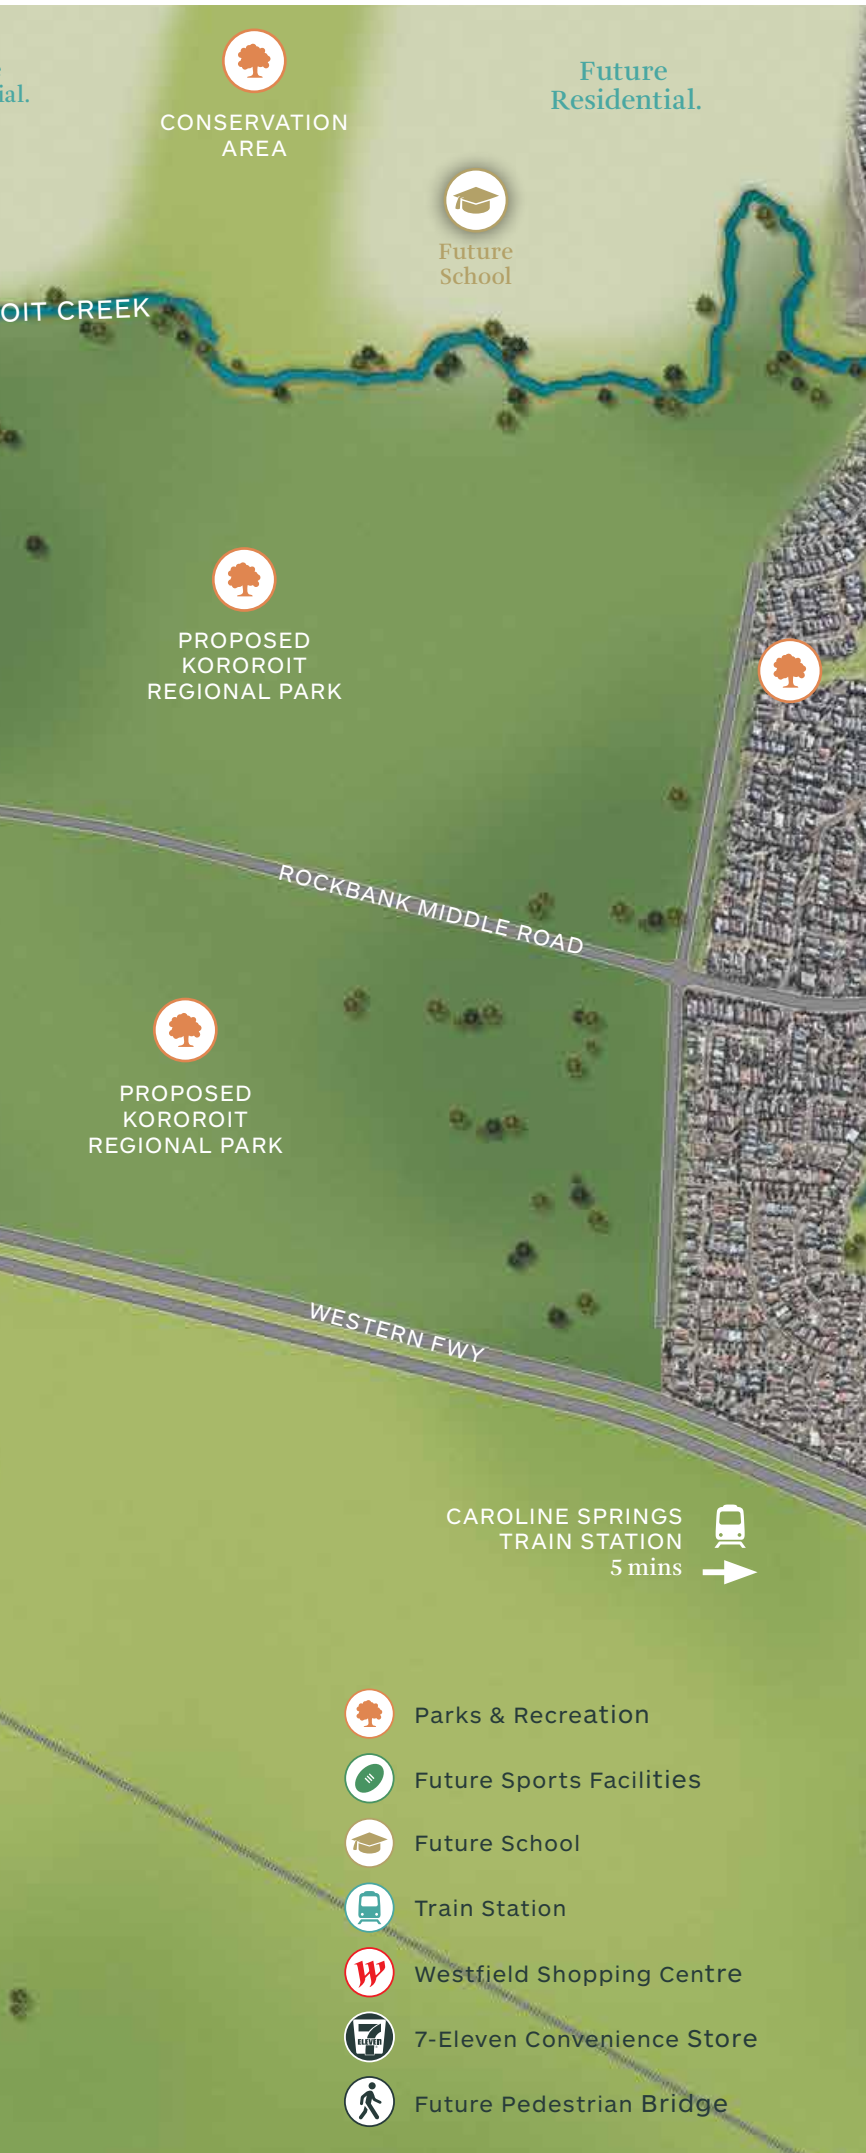 ial.
CONSERVATION
AREA
Future
Residential.
Future
School
OIT CREEK
PROPOSED
KOROROIT
REGIONAL PARK
ROCKBANK MIDDLE ROAD
PROPOSED
KOROROIT
REGIONAL PARK
WESTERN FWY
CAROLINE SPRINGS
TRAIN STATION
5 mins
Parks & Recreation
Future Sports Facilities
Future School
Train Station
W Westfield Shopping Centre
7 ELEVEN 7-Eleven Convenience Store
Future Pedestrian Bridge